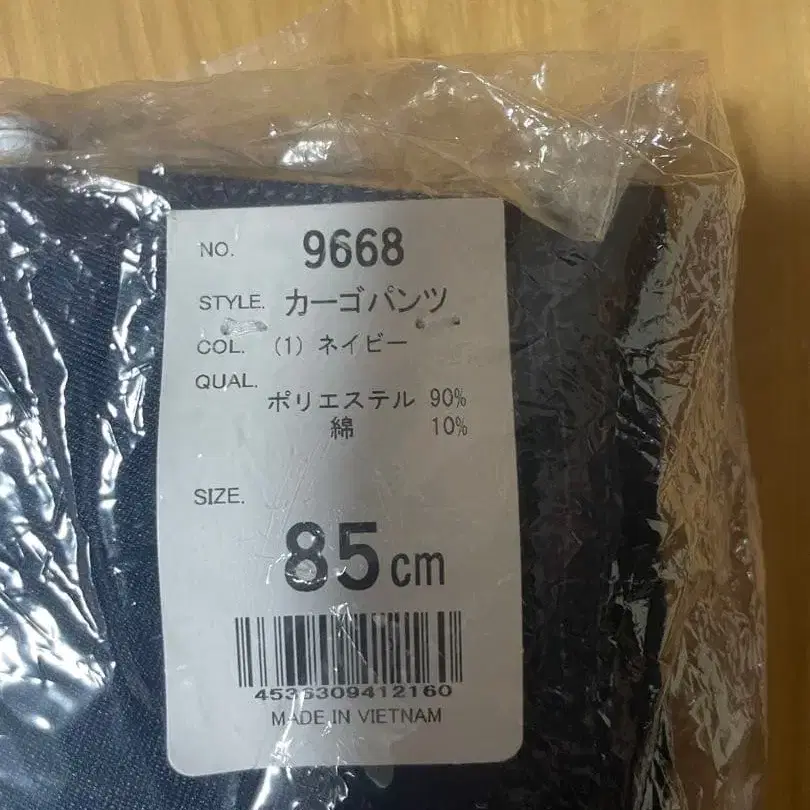 NO. 9668
STYLE. カーゴパンツ
COL. (1) ネイビー
QUAL.
ポリエステル 90%
綿 10%
SIZE.
85cm
4536309412160
MADE IN VIETNAM